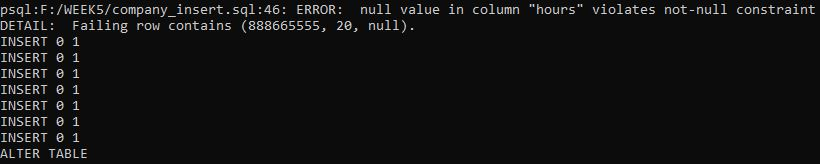 psql:F:/WEEK5/company_insert.sql:46: ERROR:  null value in column "hours" violates not-null constraint
DETAIL:  Failing row contains (888665555, 20, null).
INSERT 0 1
INSERT 0 1
INSERT 0 1
INSERT 0 1
INSERT 0 1
INSERT 0 1
INSERT 0 1
ALTER TABLE